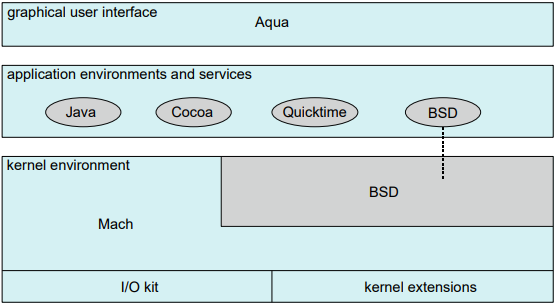 graphical user interface
Aqua
application environments and services
Java
Cocoa
Quicktime
BSD
kernel environment
BSD
Mach
I/O kit
kernel extensions